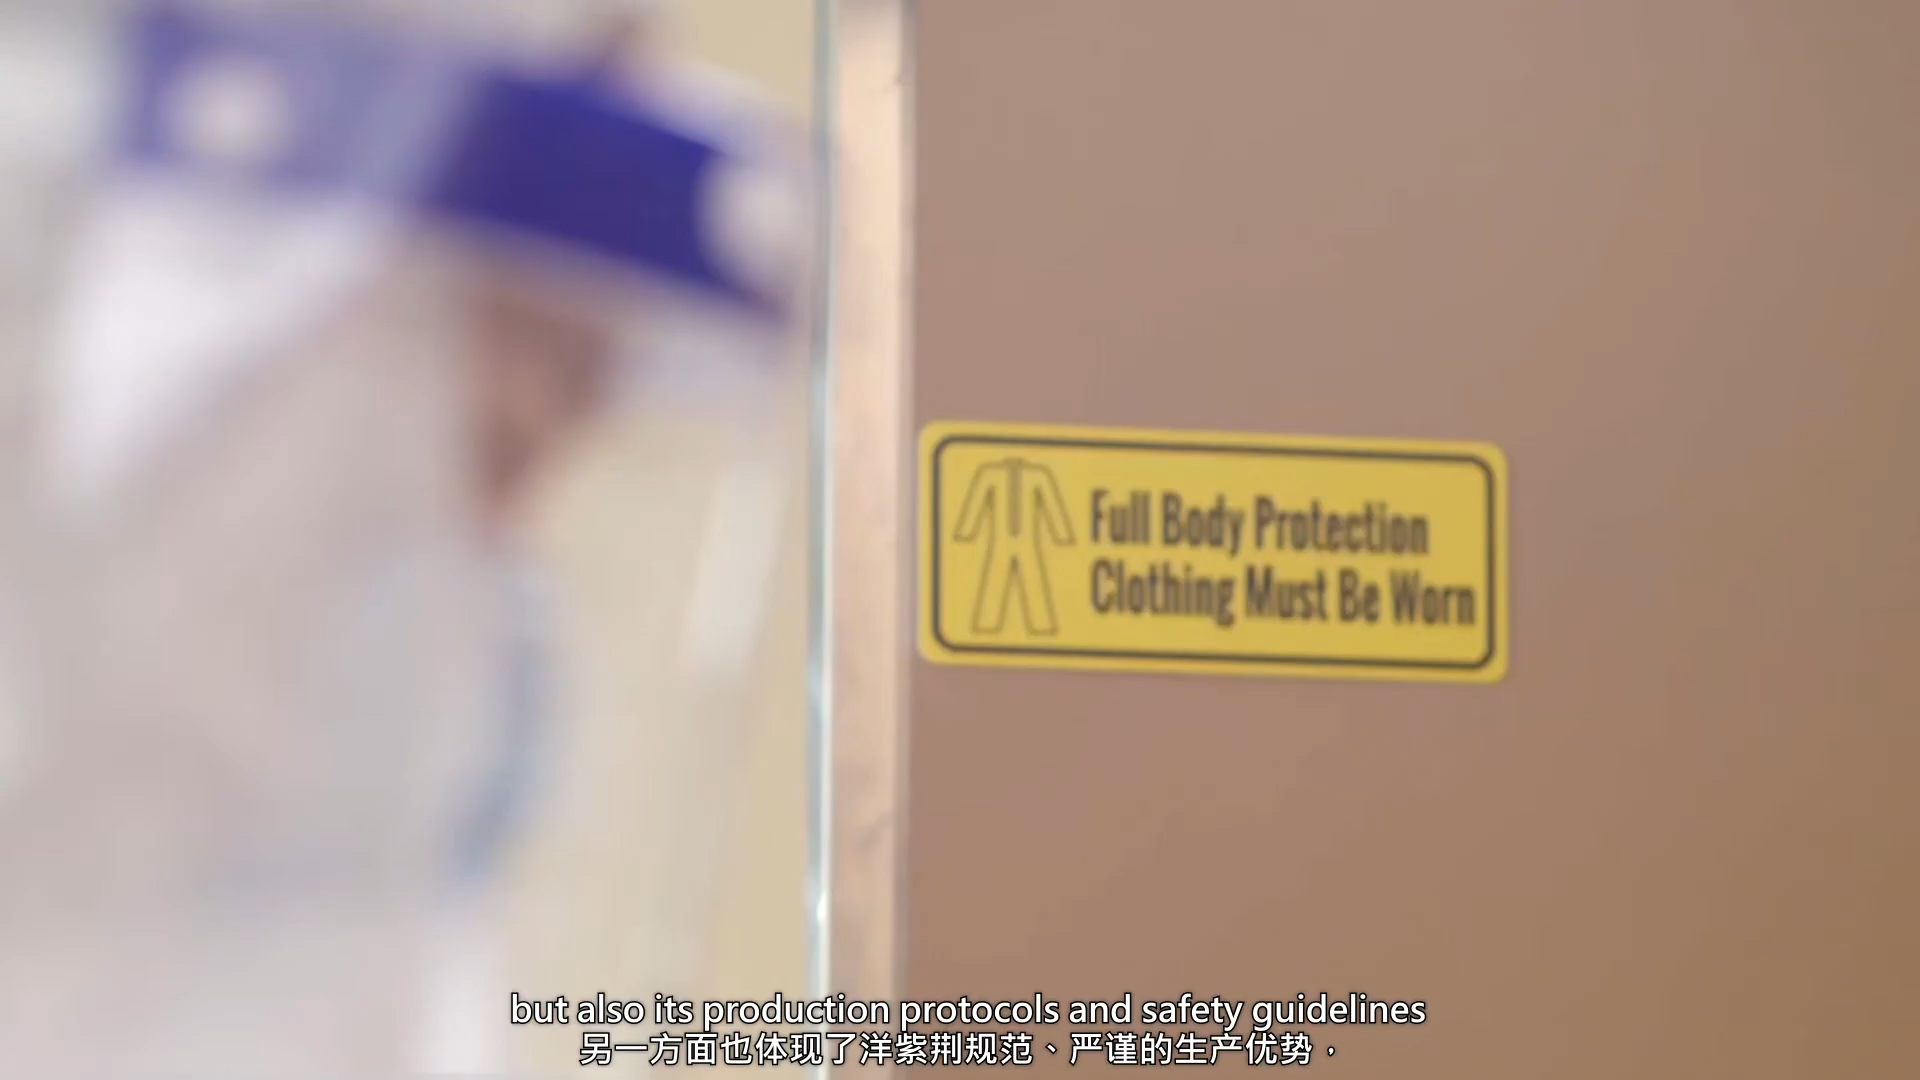 Full Body Protection
Clothing Must Be Worn
but also its production protocols and safety guidelines
另一方面也体现了洋紫荆规范、严谨的生产优势，